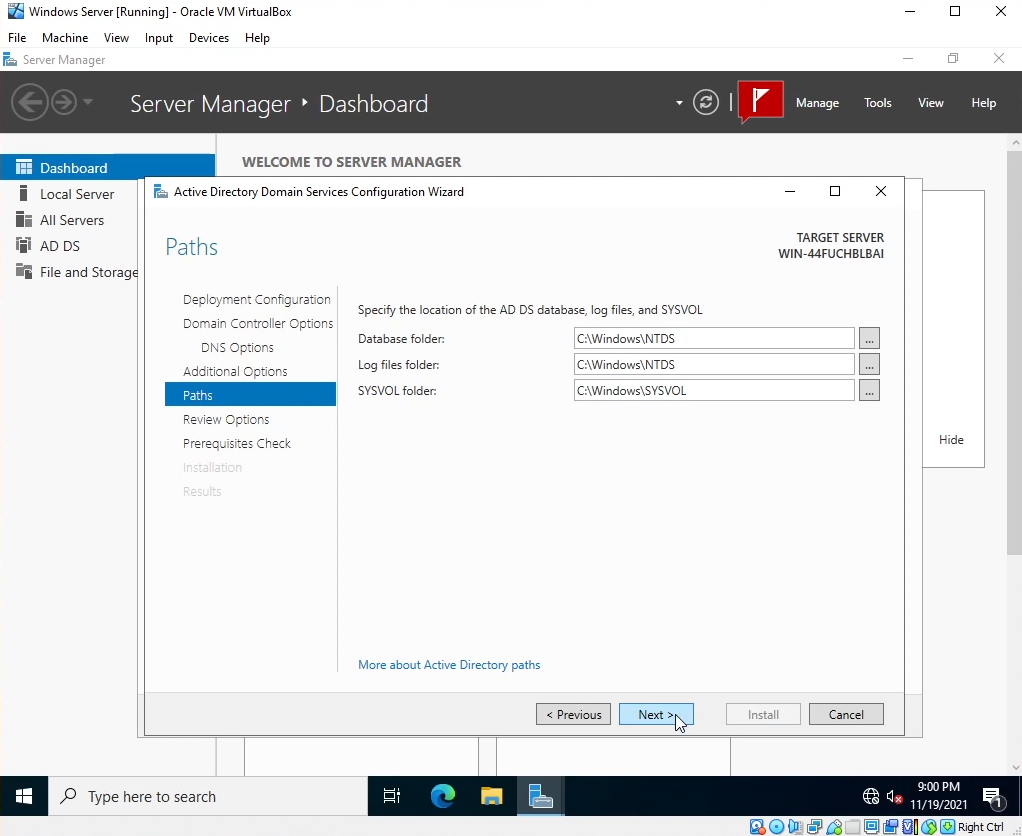 Windows Server [Running] - Oracle VM VirtualBox
File Machine View Input Devices Help
Server Manager
Server Manager ‣ Dashboard
Manage Tools View Help
Dashboard
Local Server
All Servers
AD DS
File and Storage
WELCOME TO SERVER MANAGER
Active Directory Domain Services Configuration Wizard
Paths
TARGET SERVER
WIN-44FUCHBLBAI
Deployment Configuration
Domain Controller Options
DNS Options
Additional Options
Paths
Review Options
Prerequisites Check
Installation
Results
Specify the location of the AD DS database, log files, and SYSVOL
Database folder: C:\Windows\NTDS ...
Log files folder: C:\Windows\NTDS ...
SYSVOL folder: C:\Windows\SYSVOL ...
More about Active Directory paths
Hide
< Previous Next > Install Cancel
Type here to search
9:00 PM
11/19/2021
1
Right Ctrl